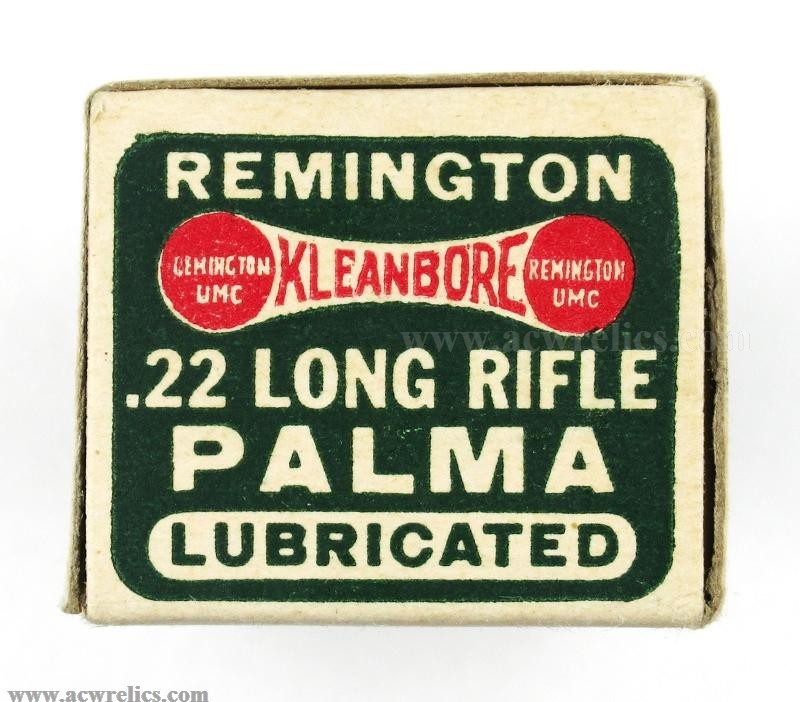 REMINGTON
REMINGTON UMC
KLEANBORE
REMINGTON UMC
.22 LONG RIFLE
PALMA
LUBRICATED
www.acwrelics.com
www.acwrelics.com